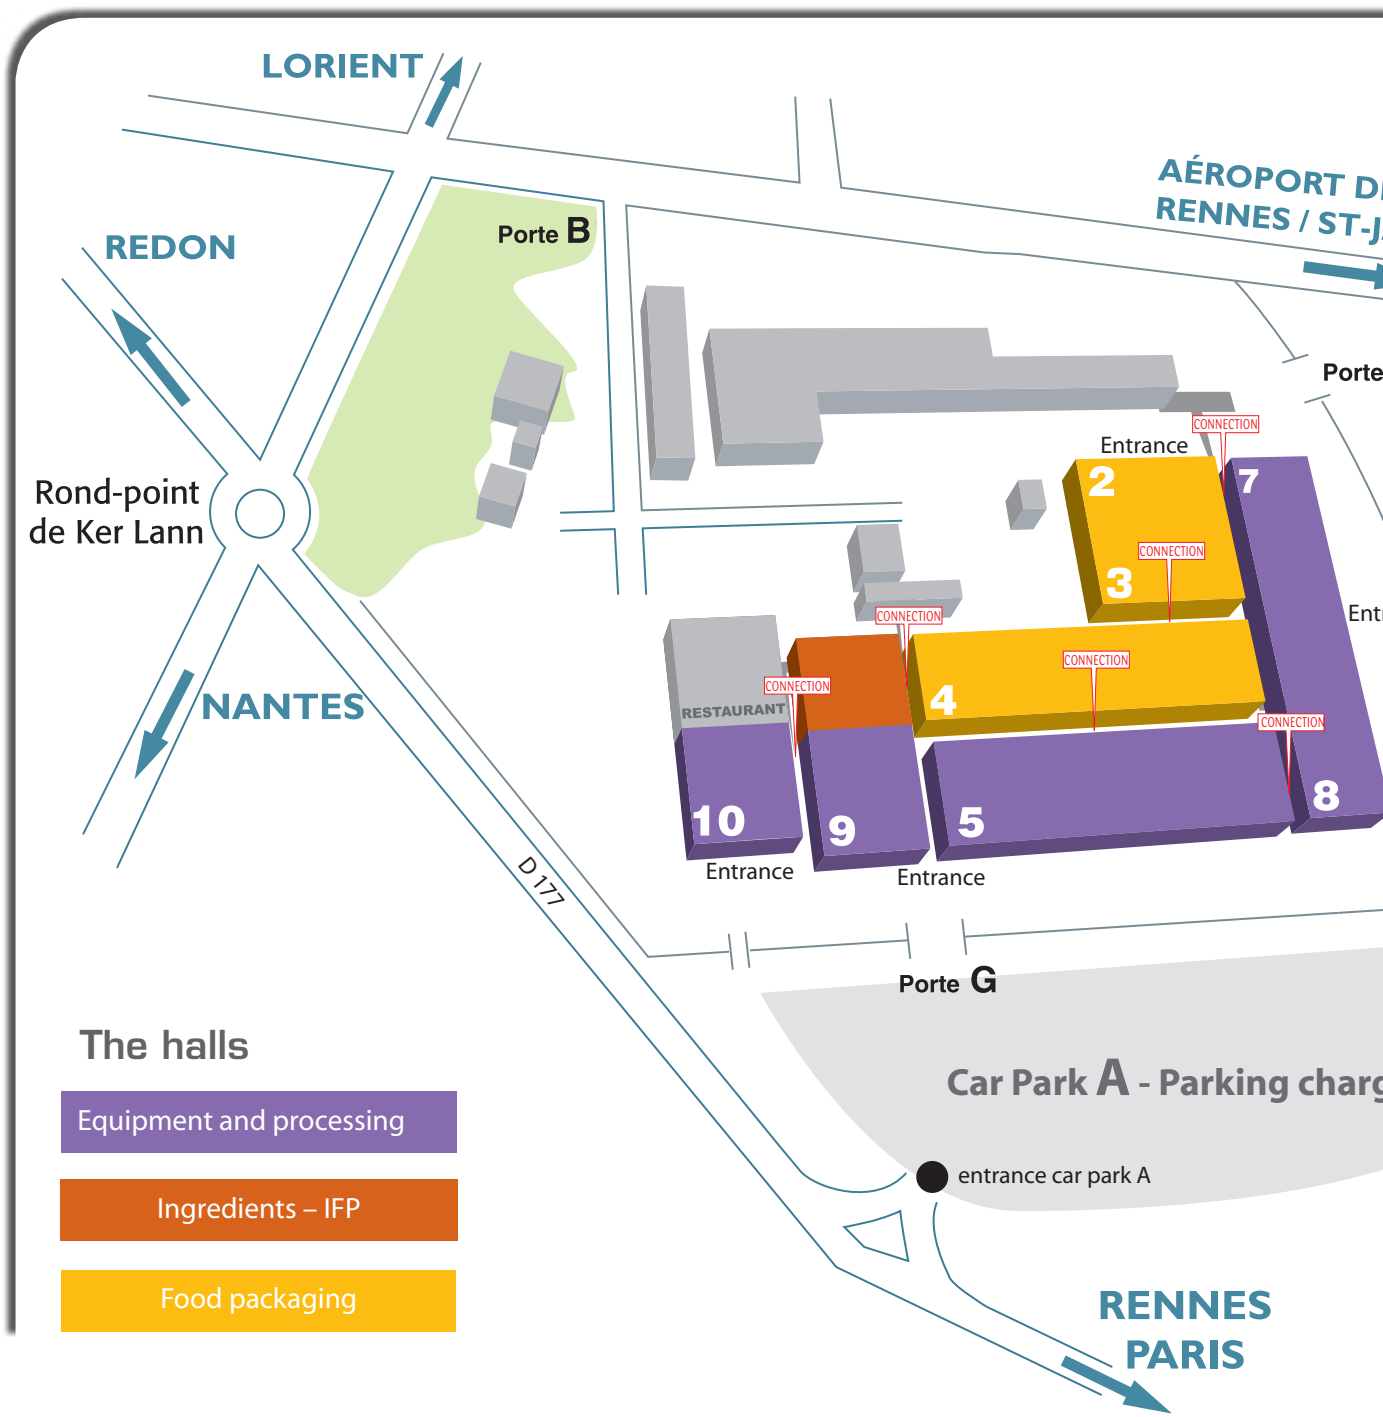 LORIENT
AÉROPORT
RENNES / ST-J
REDON
Porte B
Porte
CONNECTION
Entrance
2
7
Rond-point
de Ker Lann
CONNECTION
3
CONNECTION
CONNECTION
4
CONNECTION
RESTAURANT
NANTES
CONNECTION
8
10
9
5
Entrance
Entrance
D 177
Porte G
The halls
Car Park A - Parking
Equipment and processing
entrance car park A
Ingredients – IFP
Food packaging
RENNES
PARIS